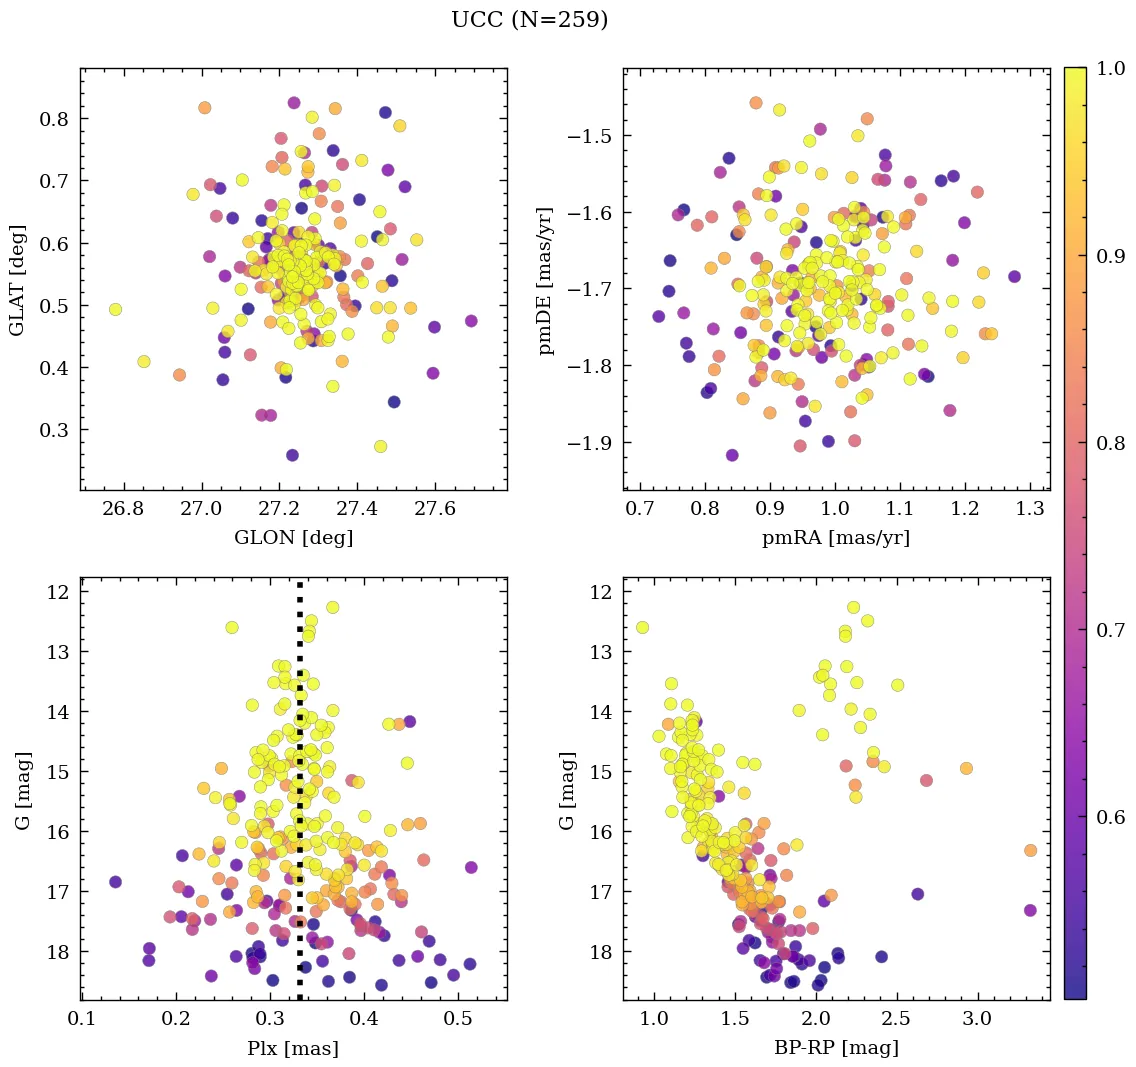 UCC (N=259)
0.8
0.7
0.6
0.5
0.4
0.3
GLAT [deg]
26.8 27.0 27.2 27.4 27.6
GLON [deg]
−1.5
−1.6
−1.7
−1.8
−1.9
pmDE [mas/yr]
0.7 0.8 0.9 1.0 1.1 1.2 1.3
pmRA [mas/yr]
12
13
14
15
16
17
18
G [mag]
0.1 0.2 0.3 0.4 0.5
Plx [mas]
12
13
14
15
16
17
18
G [mag]
1.0 1.5 2.0 2.5 3.0
BP-RP [mag]
1.0
0.9
0.8
0.7
0.6